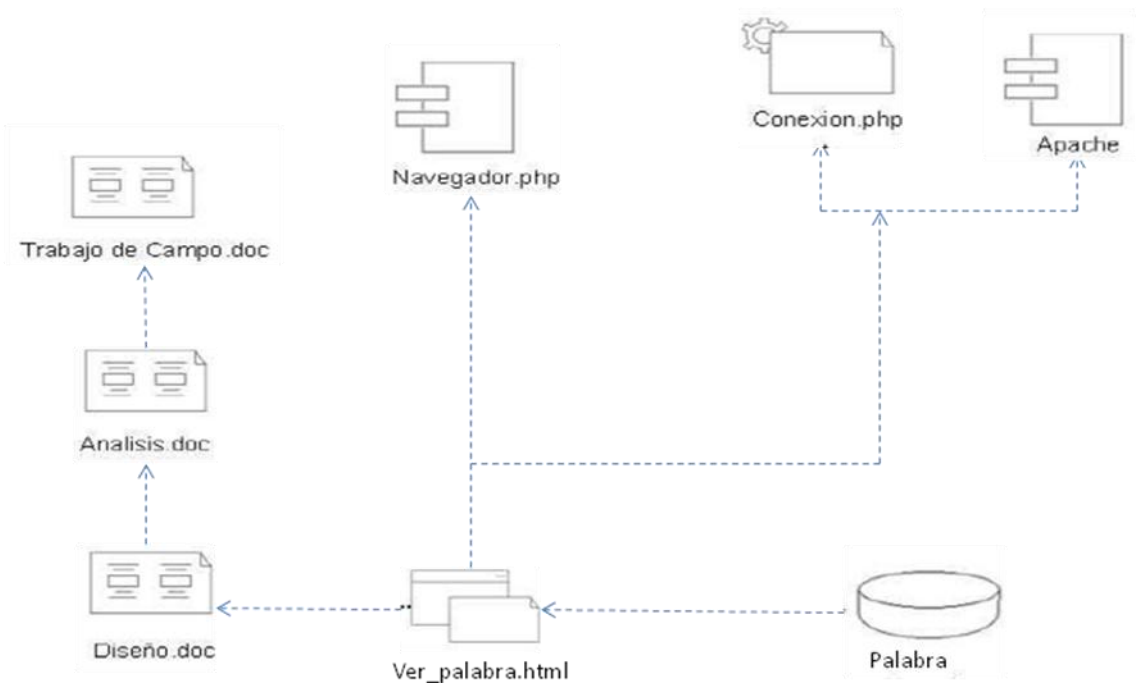 Conexion.php
Apache
Navegador.php
Trabajo de Campo.doc
Analisis.doc
Diseño.doc
Ver_palabra.html
Palabra